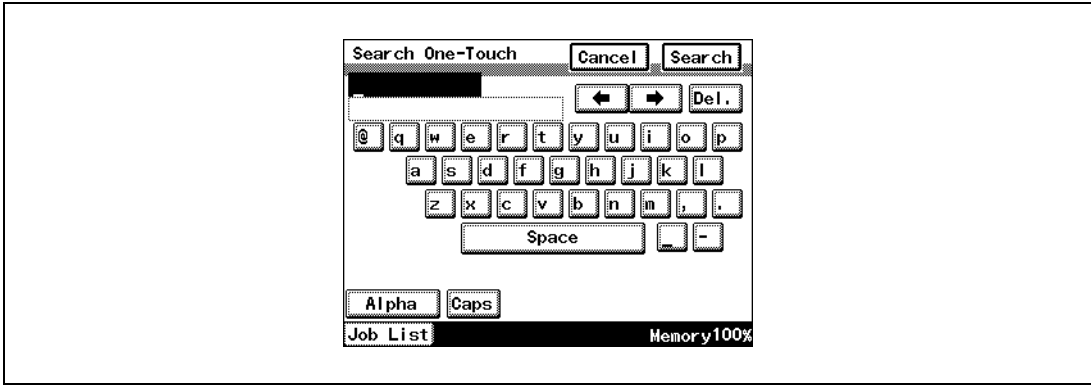 Search One-Touch Cancel Search
_
← → Del.
@ q w e r t y u i o p
a s d f g h j k l
z x c v b n m , .
Space _ -
Alpha Caps
Job List Memory100%